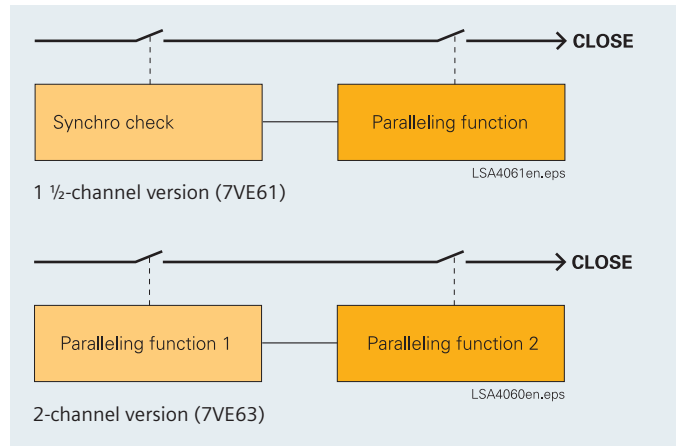 CLOSE
Synchro check
Paralleling function
LSA4061en.eps
1 ½-channel version (7VE61)
CLOSE
Paralleling function 1
Paralleling function 2
LSA4060en.eps
2-channel version (7VE63)